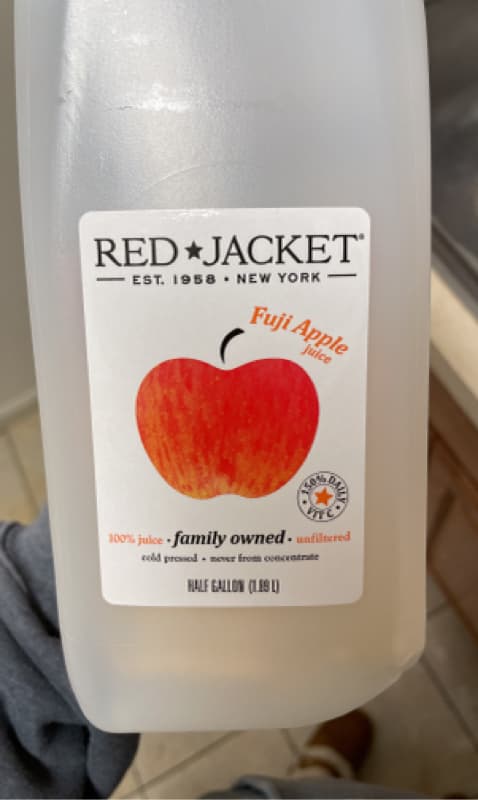 RED★JACKET®
EST. 1958 • NEW YORK
Fuji Apple
juice
150% DAILY
• VIT C •
100% juice • family owned • unfiltered
cold pressed • never from concentrate
HALF GALLON (1.89 L)